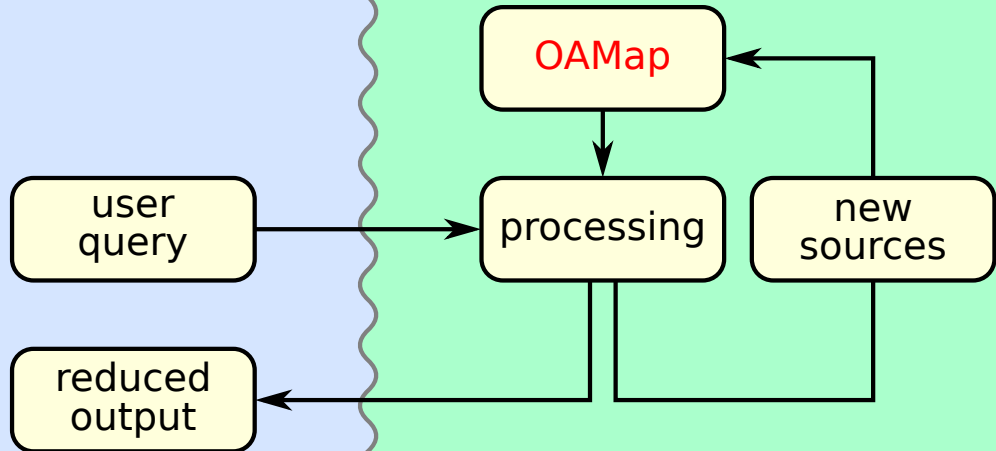 OAMap
user
query
processing
new
sources
reduced
output